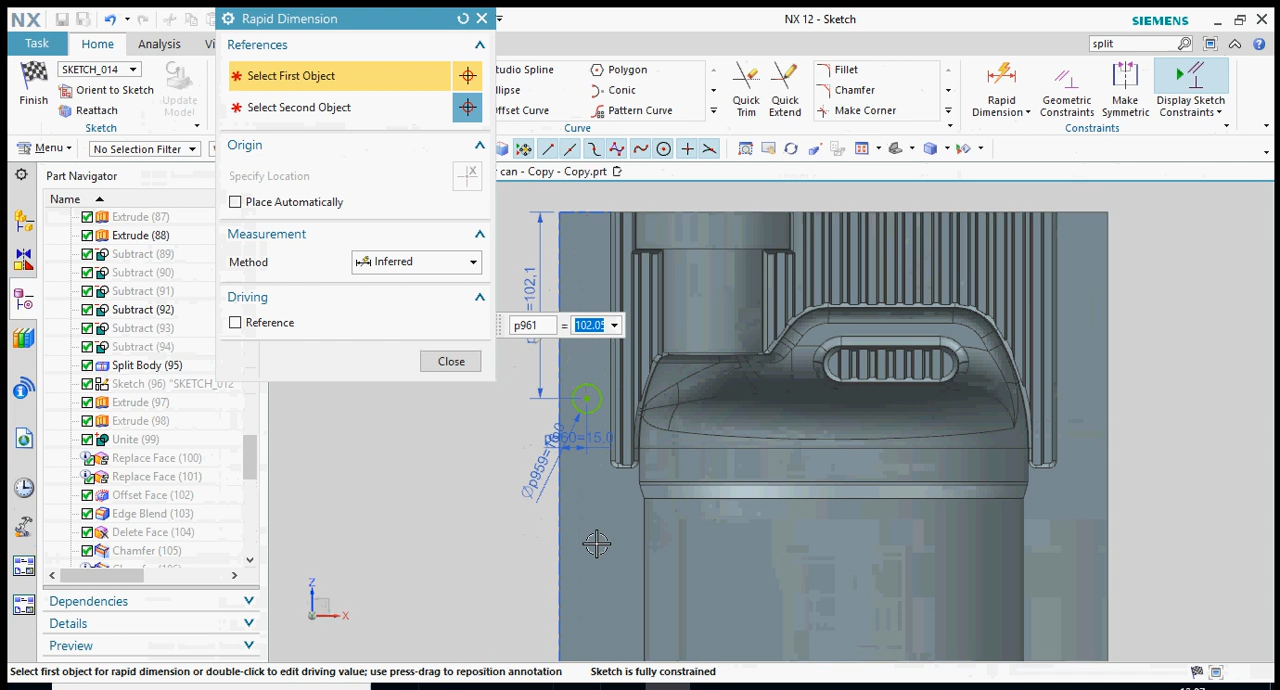 NX
Rapid Dimension
NX 12 - Sketch
SIEMENS
Task
Home
Analysis
split
References
Select First Object
Select Second Object
Origin
Specify Location
Place Automatically
Measurement
Method
Inferred
Driving
Reference
Close
Finish
SKETCH_014
Orient to Sketch
Reattach
Update
Model
Sketch
Polygon
Conic
Pattern Curve
Curve
Quick
Trim
Quick
Extend
Fillet
Chamfer
Make Corner
Rapid
Dimension
Geometric
Constraints
Make
Symmetric
Display Sketch
Constraints
Constraints
Menu
No Selection Filter
can - Copy - Copy.prt
Part Navigator
Name
Extrude (87)
Extrude (88)
Subtract (89)
Subtract (90)
Subtract (91)
Subtract (92)
Subtract (93)
Subtract (94)
Split Body (95)
Sketch (96) "SKETCH_012
Extrude (97)
Extrude (98)
Unite (99)
Replace Face (100)
Replace Face (101)
Offset Face (102)
Edge Blend (103)
Delete Face (104)
Chamfer (105)
Dependencies
Details
Preview
=102,1
p961
=
102.05
p960=15,0
Z
X
Select first object for rapid dimension or double-click to edit driving value; use press-drag to reposition annotation
Sketch is fully constrained